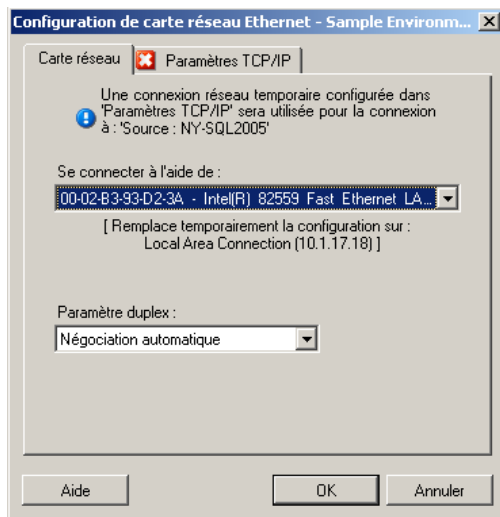 Configuration de carte réseau Ethernet - Sample Environm...
Carte réseau
Paramètres TCP/IP
Une connexion réseau temporaire configurée dans
'Paramètres TCP/IP' sera utilisée pour la connexion
à : 'Source : NY-SQL2005'
Se connecter à l'aide de :
00-02-B3-93-D2-3A - Intel(R) 82559 Fast Ethernet LA...
[ Remplace temporairement la configuration sur :
Local Area Connection (10.1.17.18) ]
Paramètre duplex :
Négociation automatique
Aide
OK
Annuler